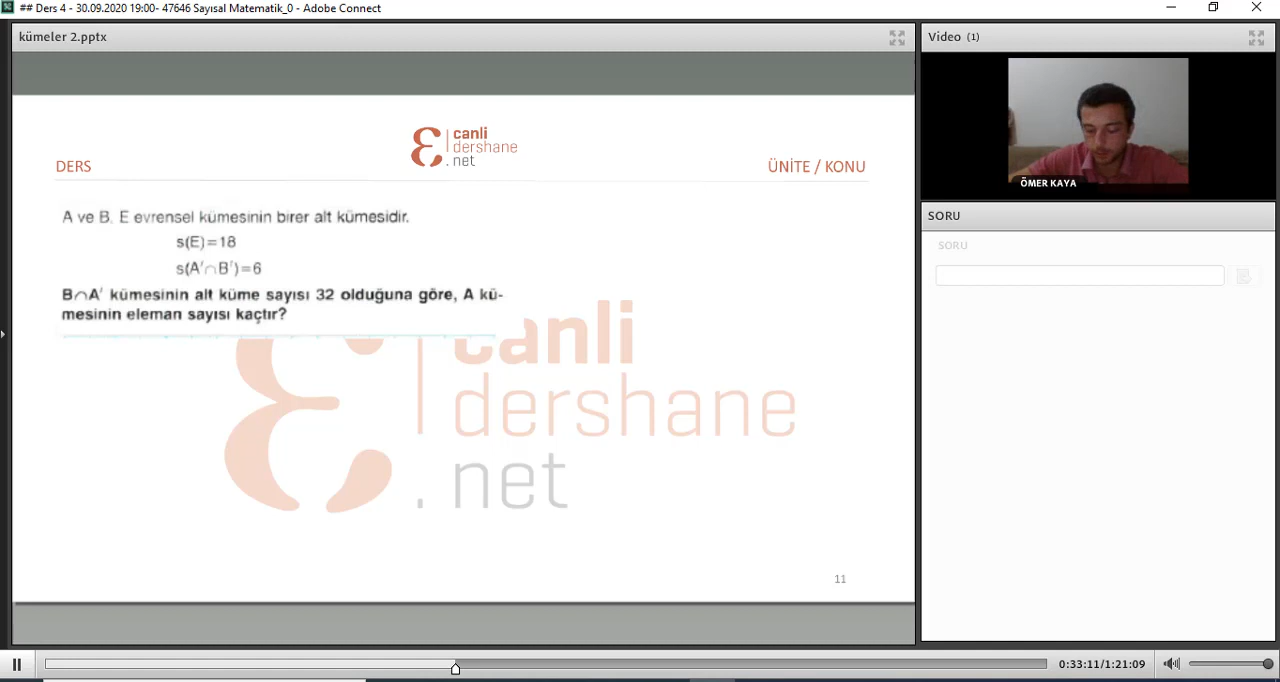 ## Ders 4 - 30.09.2020 19:00- 47646 Sayısal Matematik_0 - Adobe Connect
kümeler 2.pptx
Video (1)
canli
dershane
.net
DERS
ÜNİTE / KONU
ÖMER KAYA
SORU
SORU
A ve B, E evrensel kümesinin birer alt kümesidir.
s(E)=18
s(A'∩B')=6
B∩A' kümesinin alt küme sayısı 32 olduğuna göre, A kü-
mesinin eleman sayısı kaçtır?
canli
dershane
.net
11
0:33:11/1:21:09